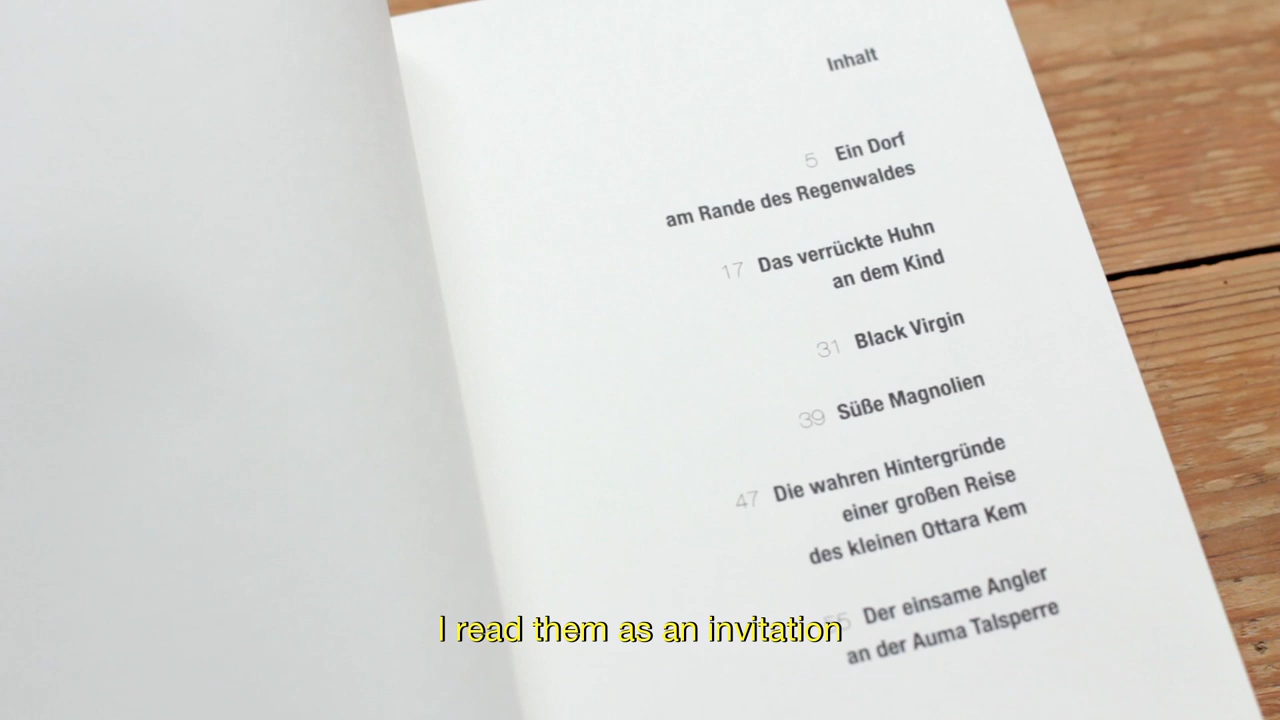 Inhalt
5 Ein Dorf
am Rande des Regenwaldes
17 Das verrückte Huhn
an dem Kind
31 Black Virgin
39 Süße Magnolien
47 Die wahren Hintergründe
einer großen Reise
des kleinen Ottara Kem
Der einsame Angler
an der Auma Talsperre
I read them as an invitation